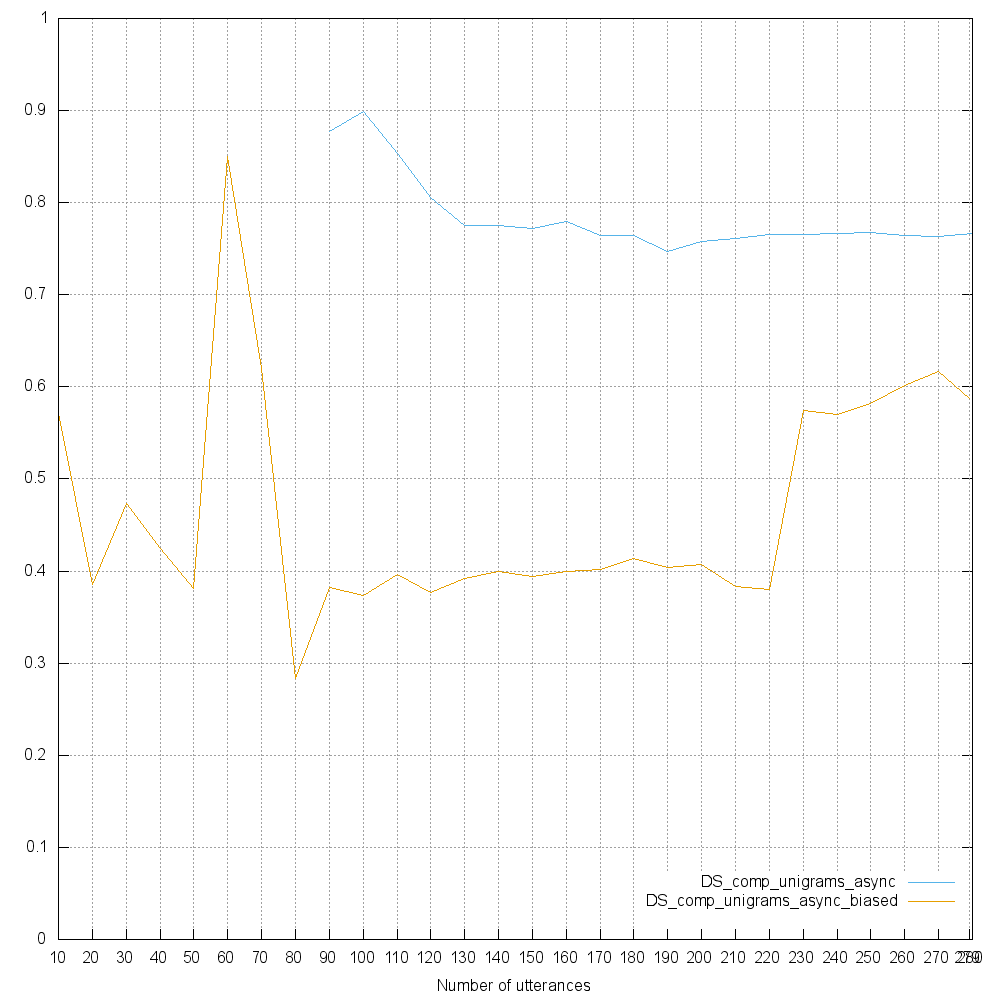 1
0.9
0.8
0.7
0.6
0.5
0.4
0.3
0.2
0.1
0
DS_comp_unigrams_async
DS_comp_unigrams_async_biased
10 20 30 40 50 60 70 80 90 100 110 120 130 140 150 160 170 180 190 200 210 220 230 240 250 260 270 279 280
Number of utterances